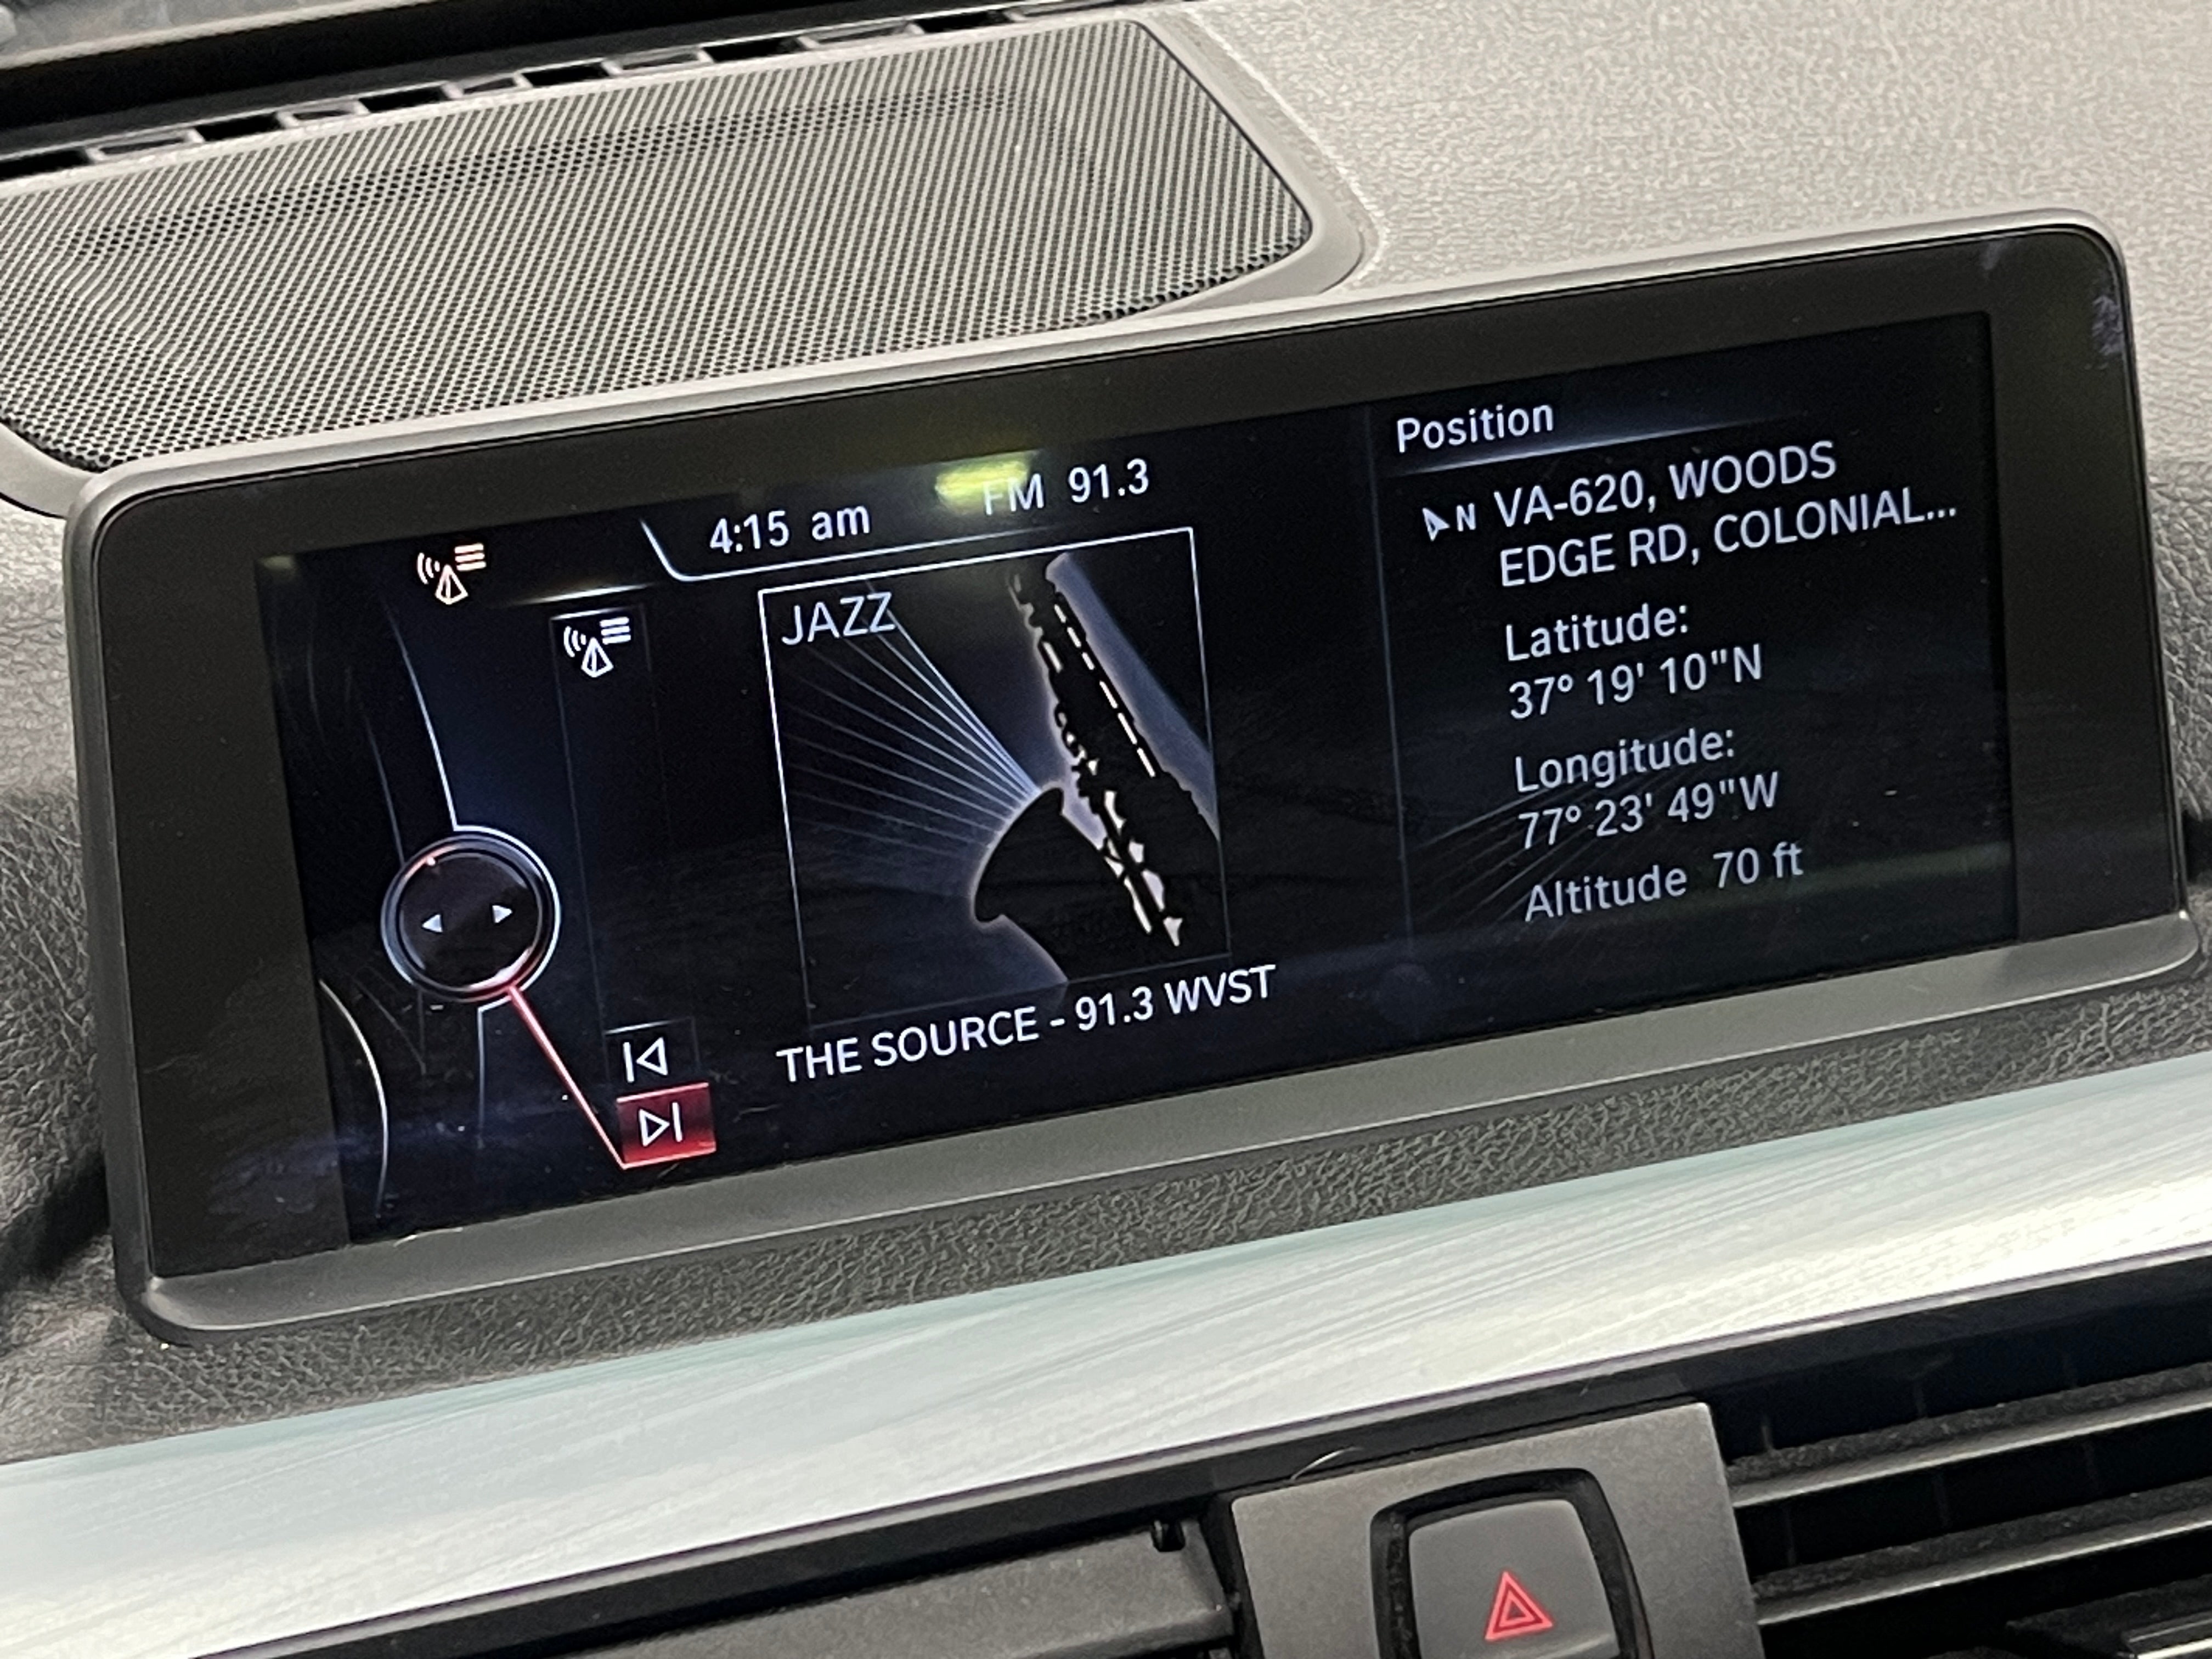 4:15 am FM 91.3
JAZZ
THE SOURCE - 91.3 WVST
Position
N VA-620, WOODS
EDGE RD, COLONIAL...
Latitude:
37° 19' 10"N
Longitude:
77° 23' 49"W
Altitude 70 ft